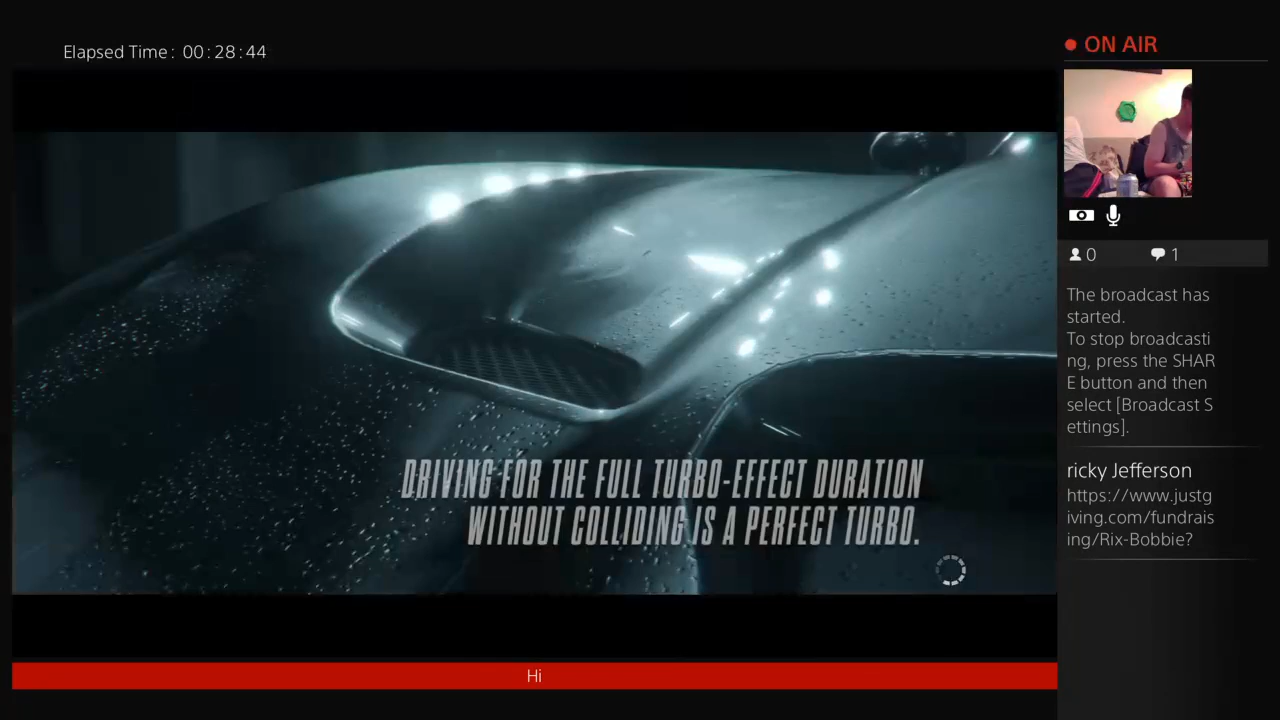 Elapsed Time: 00:28:44
ON AIR
0 1
The broadcast has
started.
To stop broadcasti
ng, press the SHAR
E button and then
select [Broadcast S
ettings].
ricky Jefferson
https://www.justg
iving.com/fundrais
ing/Rix-Bobbie?
DRIVING FOR THE FULL TURBO-EFFECT DURATION
WITHOUT COLLIDING IS A PERFECT TURBO.
Hi